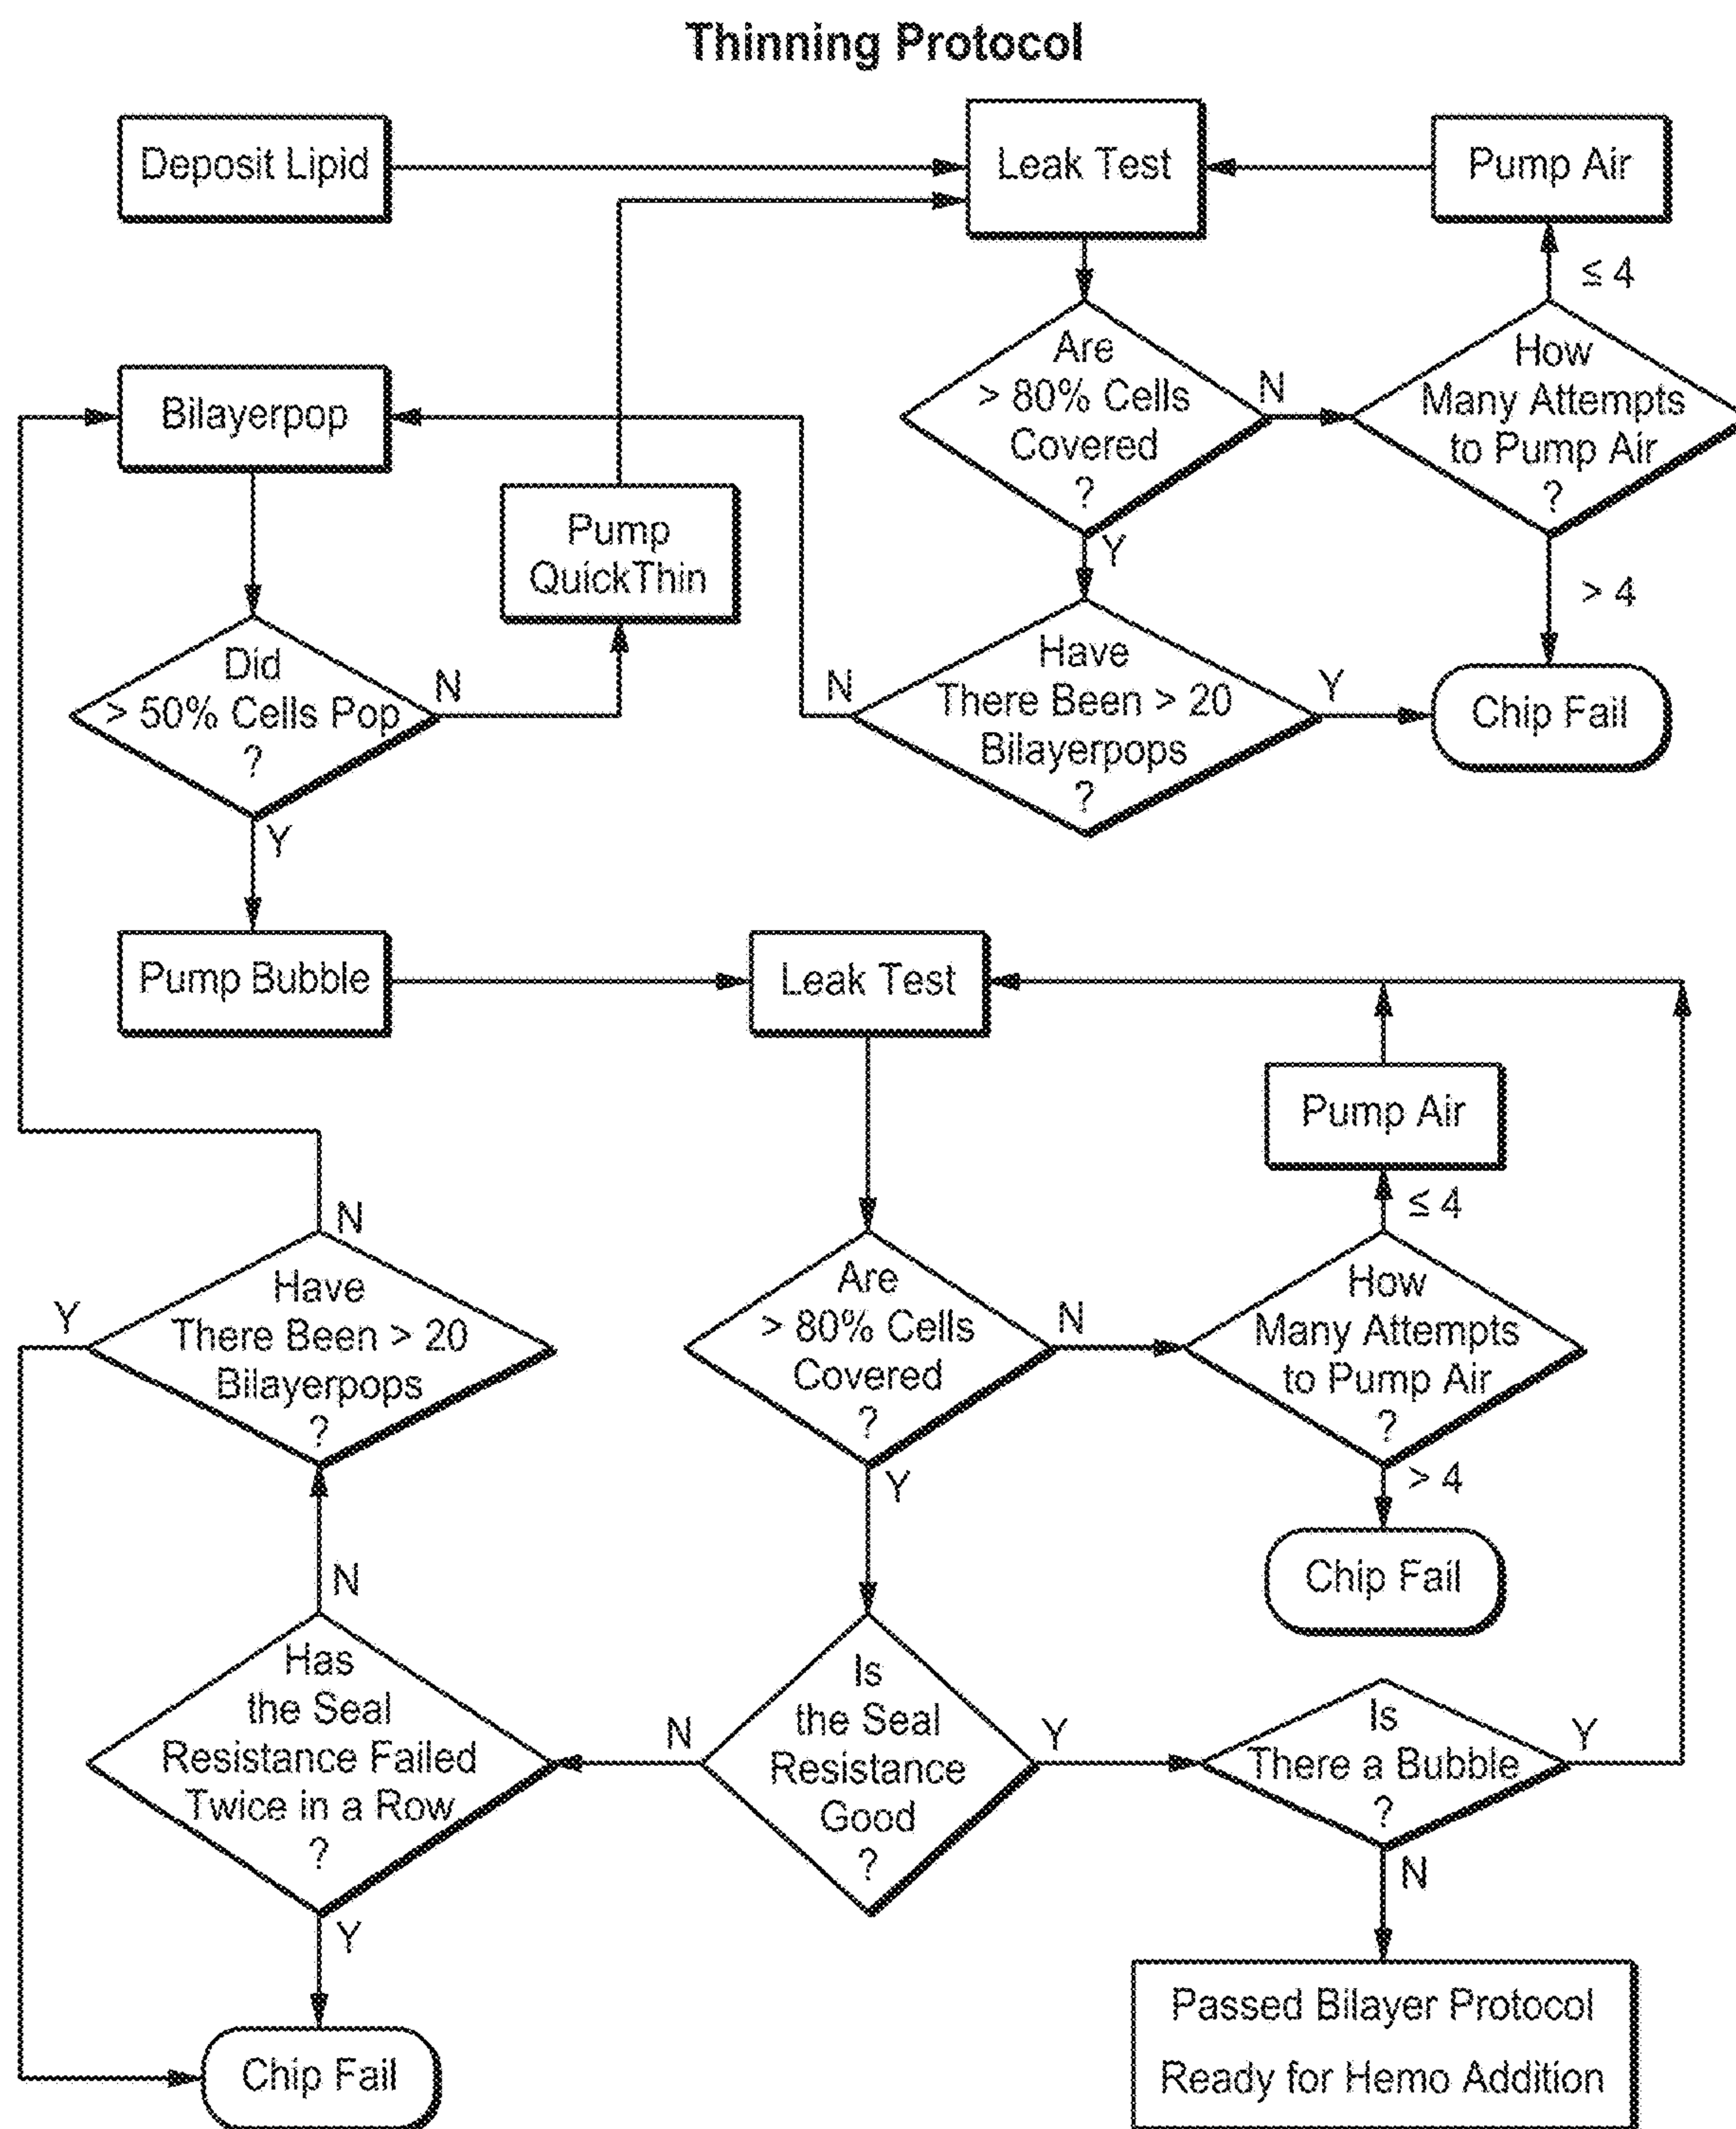 Thinning Protocol
Deposit Lipid
Leak Test
Pump Air
≤ 4
Are
> 80% Cells
Covered
?
N
Y
How
Many Attempts
to Pump Air
?
> 4
Bilayerpop
Pump
QuickThin
Did
> 50% Cells Pop
?
N
Y
Have
There Been > 20
Bilayerpops
?
N
Y
Chip Fail
Pump Bubble
Leak Test
Pump Air
≤ 4
Have
There Been > 20
Bilayerpops
?
N
Y
Are
> 80% Cells
Covered
?
N
Y
How
Many Attempts
to Pump Air
?
> 4
Chip Fail
Has
the Seal
Resistance Failed
Twice in a Row
?
N
Y
Is
the Seal
Resistance
Good
?
N
Y
Is
There a Bubble
?
Y
N
Chip Fail
Passed Bilayer Protocol
Ready for Hemo Addition